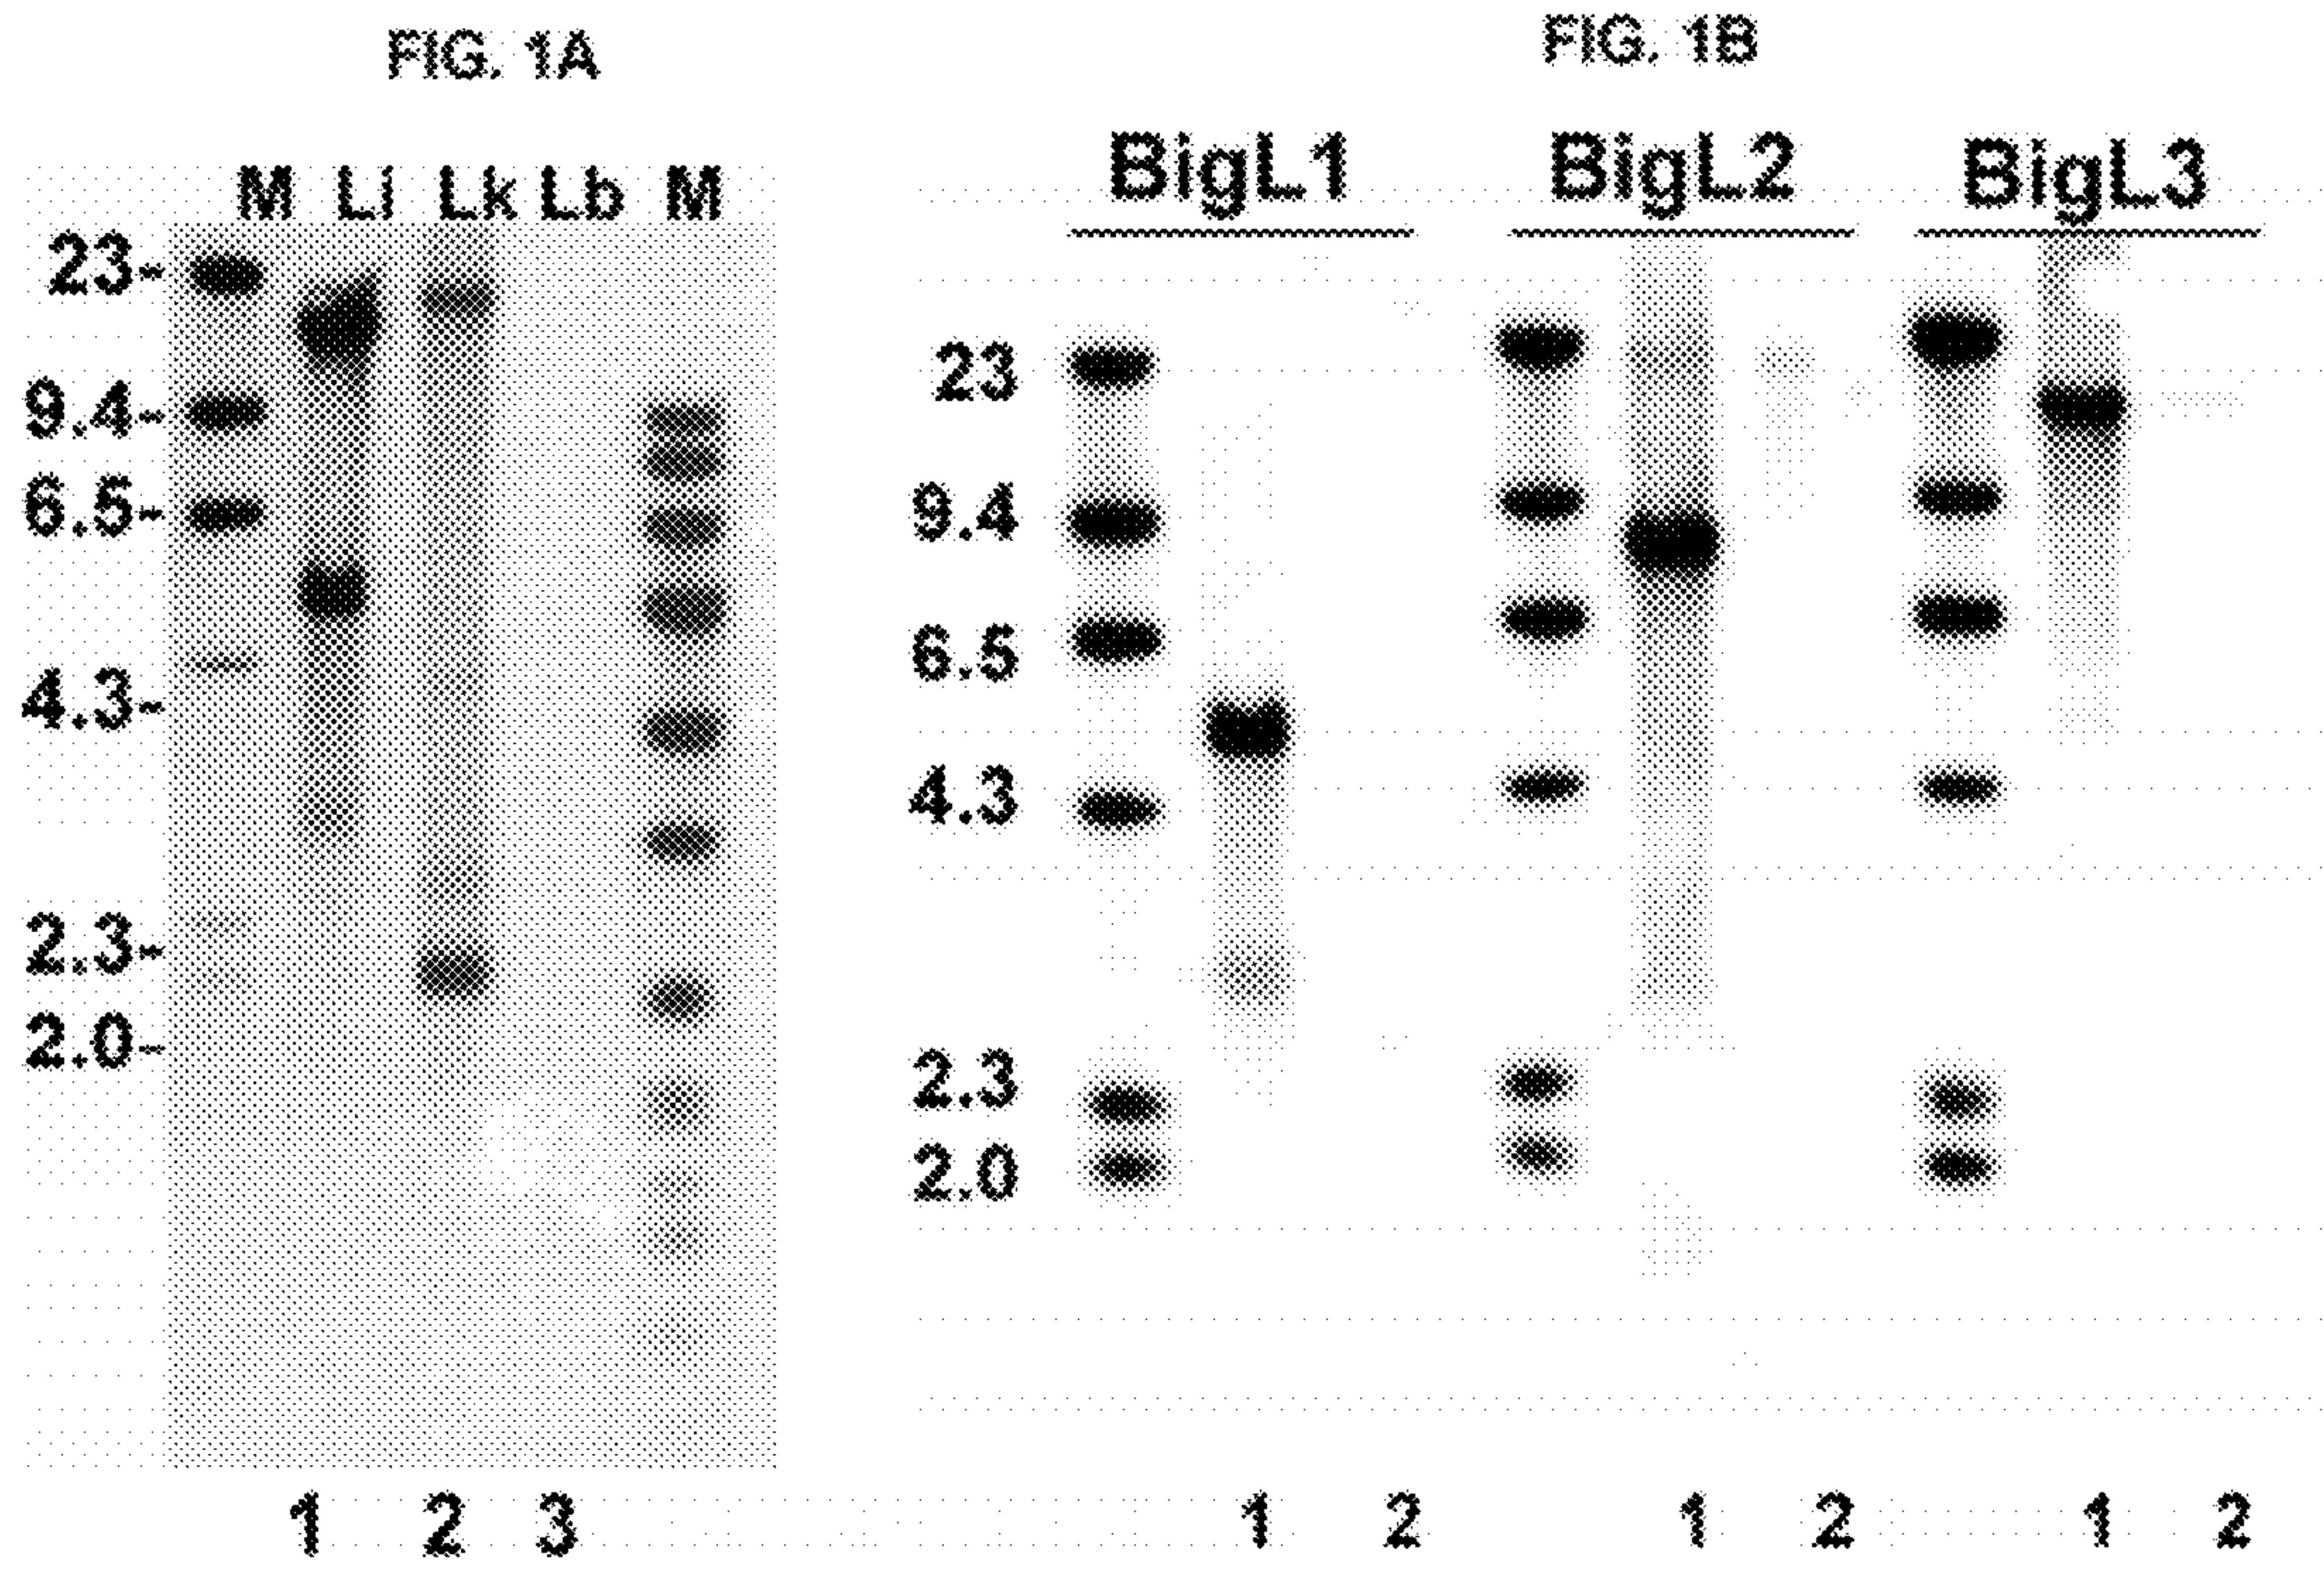 FIG. 1A
M Li Lk Lb M
23-
9.4-
6.5-
4.3-
2.3-
2.0-
1 2 3
FIG. 1B
BigL1 BigL2 BigL3
23
9.4
6.5
4.3
2.3
2.0
1 2 1 2 1 2